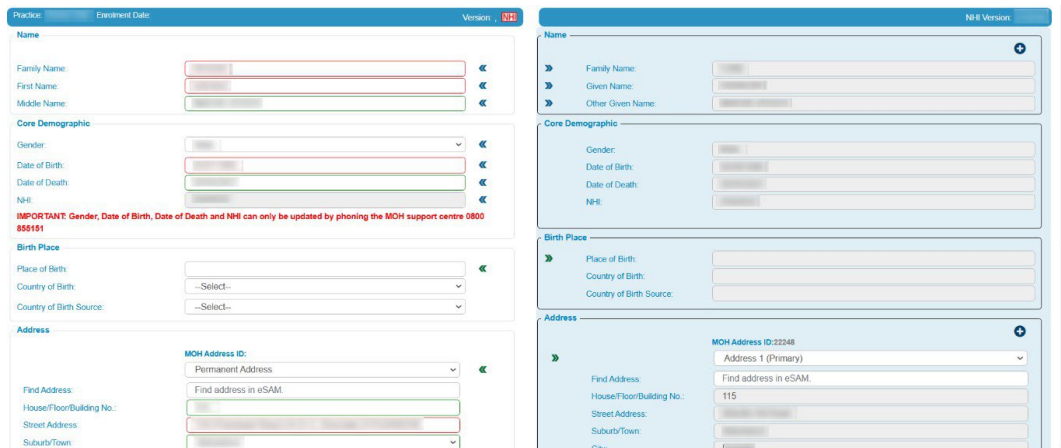 Practice: Enrolment Date: Version: , NHI
Name
Family Name:
First Name:
Middle Name:
Core Demographic
Gender:
Date of Birth:
Date of Death:
NHI:
IMPORTANT: Gender, Date of Birth, Date of Death and NHI can only be updated by phoning the MOH support centre 0800
855151
Birth Place
Place of Birth:
Country of Birth: --Select--
Country of Birth Source: --Select--
Address
MOH Address ID:
Permanent Address
Find Address: Find address in eSAM.
House/Floor/Building No.:
Street Address:
Suburb/Town:
NHI Version:
Name
Family Name:
Given Name:
Other Given Name:
Core Demographic
Gender:
Date of Birth:
Date of Death:
NHI:
Birth Place
Place of Birth:
Country of Birth:
Country of Birth Source:
Address
MOH Address ID:22248
Address 1 (Primary)
Find Address: Find address in eSAM.
House/Floor/Building No.: 115
Street Address:
Suburb/Town:
City: